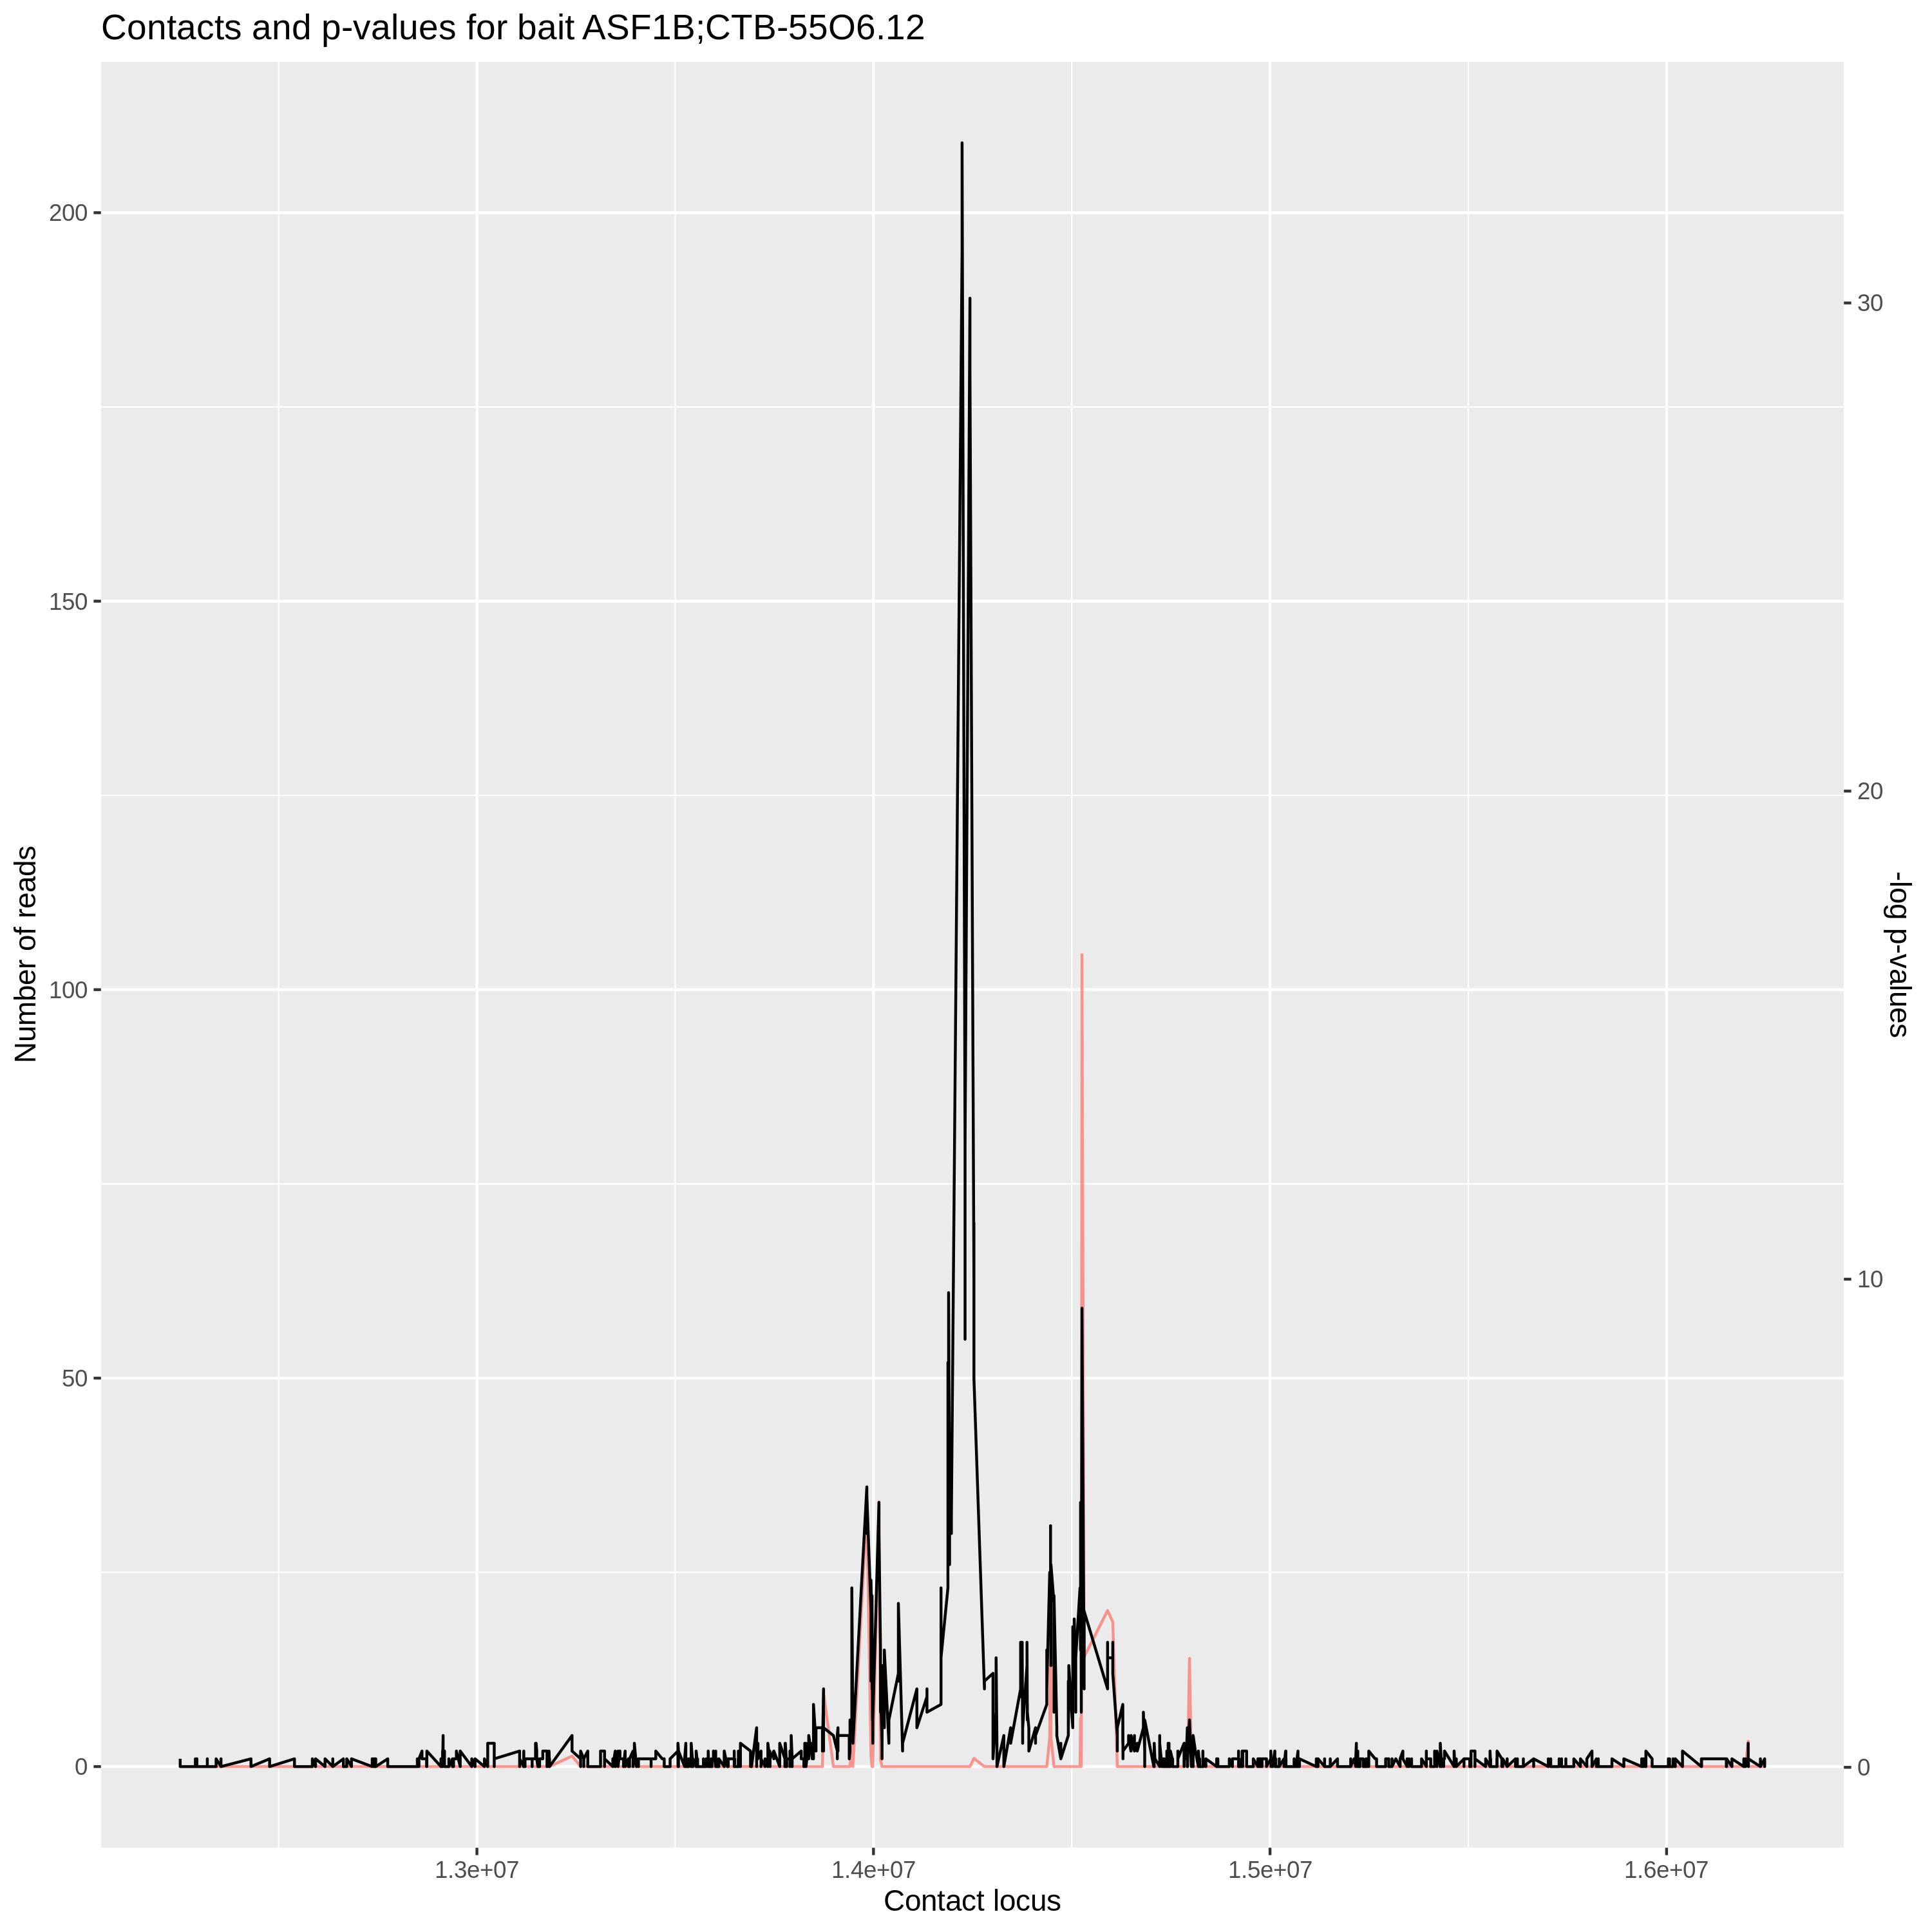 Contacts and p-values for bait ASF1B;CTB-55O6.12
200
150
100
50
0
Number of reads
30
20
10
0
-log p-values
1.3e+07
1.4e+07
1.5e+07
1.6e+07
Contact locus